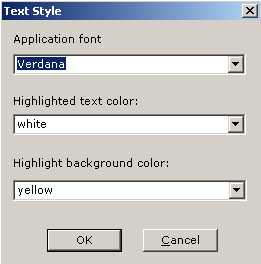 Text Style
Application font
Verdana
Highlighted text color:
white
Highlight background color:
yellow
OK Cancel